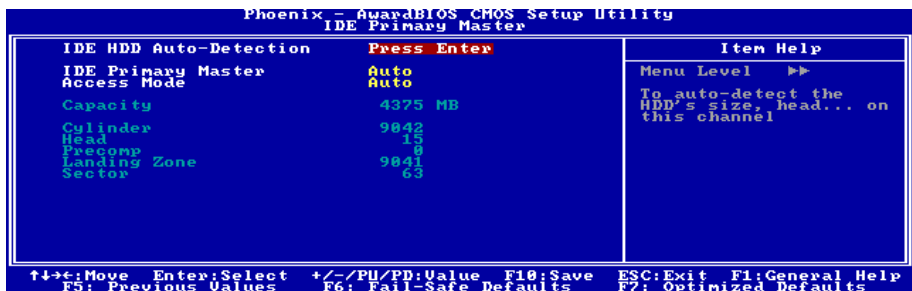 Phoenix – AwardBIOS CMOS Setup Utility
IDE Primary Master
IDE HDD Auto-Detection Press Enter
IDE Primary Master Auto
Access Mode Auto
Capacity 4375 MB
Cylinder 9042
Head 15
Precomp 0
Landing Zone 9041
Sector 63
Item Help
Menu Level ►►
To auto-detect the
HDD's size, head... on
this channel
↑↓→←:Move Enter:Select +/-/PU/PD:Value F10:Save ESC:Exit F1:General Help
F5: Previous Values F6: Fail-Safe Defaults F7: Optimized Defaults